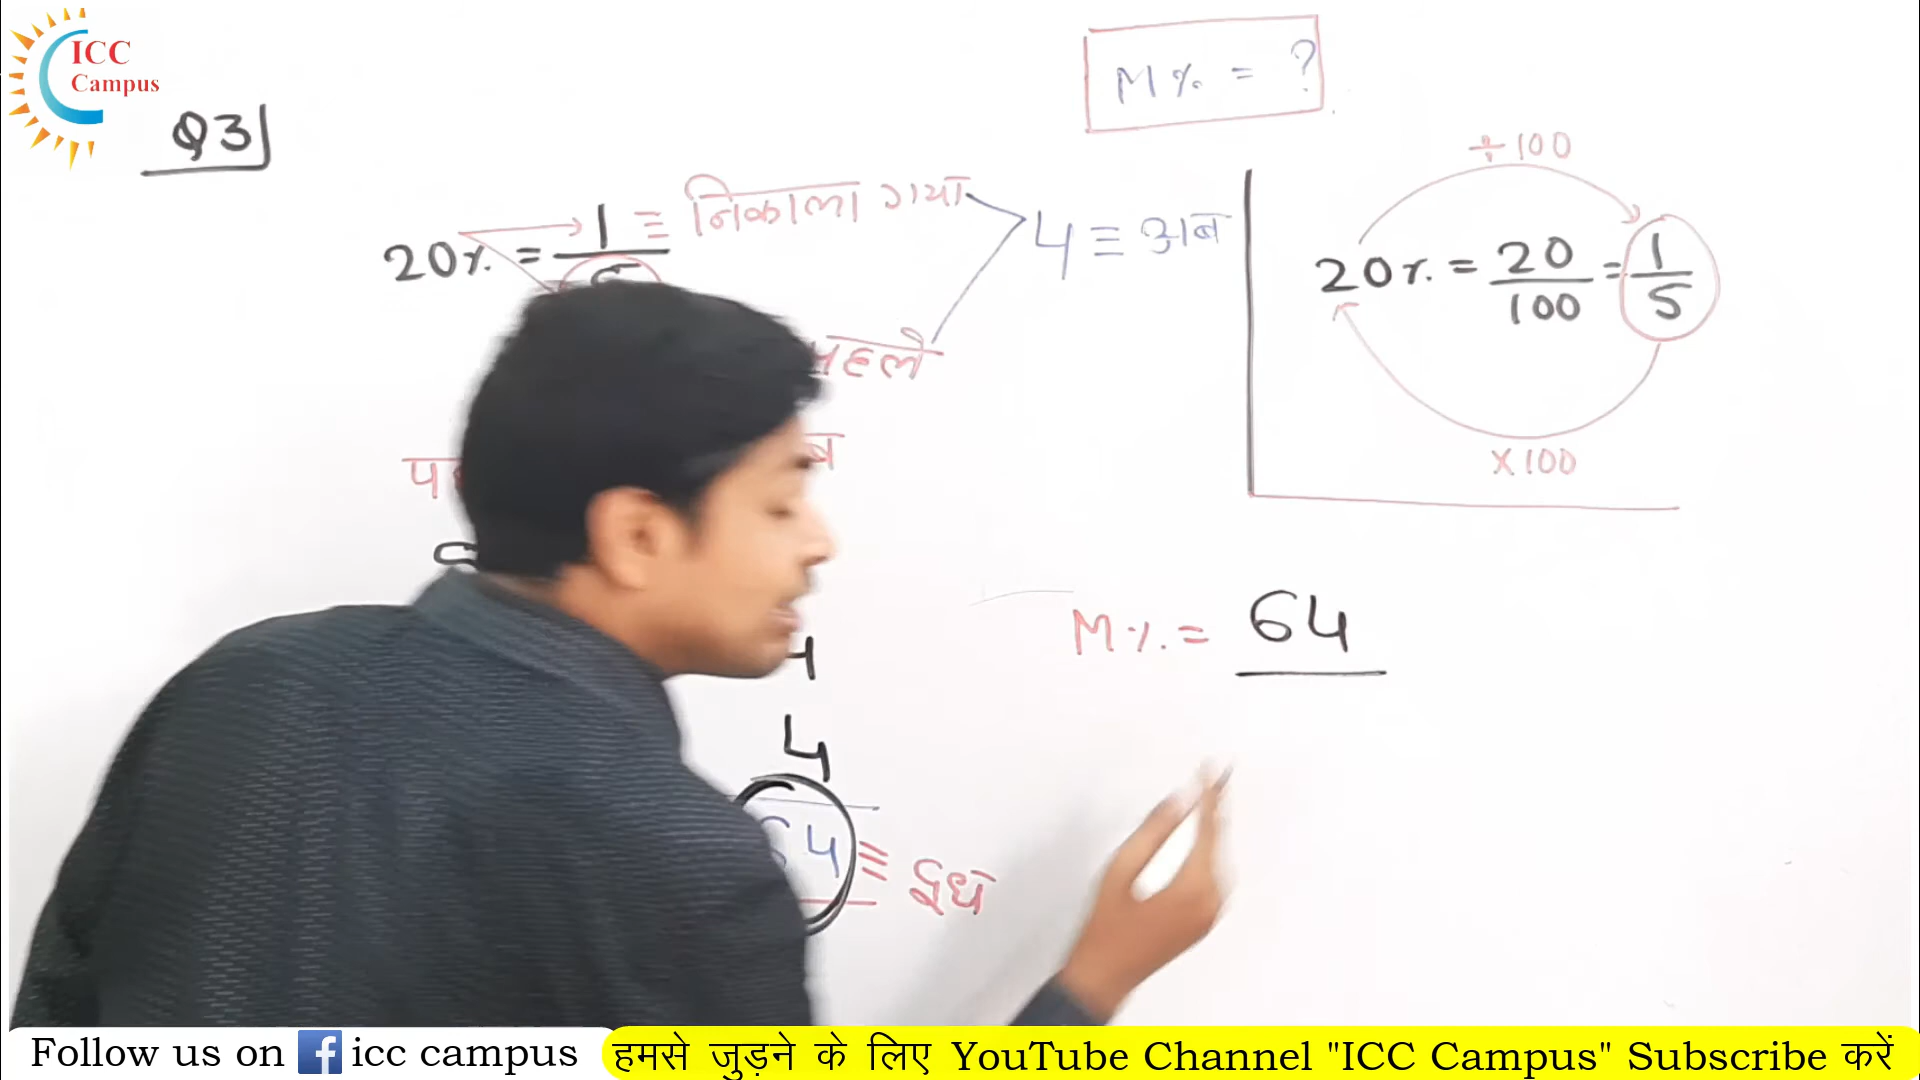 ICC
Campus
Q3
M% = ?
÷100
20% = 1 ≡ निकाला गया
4 ≡ अब
20% = 20/100 = 1/5
पहले
x100
M%. = 64
4
4
64 ≡ दूध
Follow us on f icc campus
हमसे जुड़ने के लिए YouTube Channel "ICC Campus" Subscribe करें